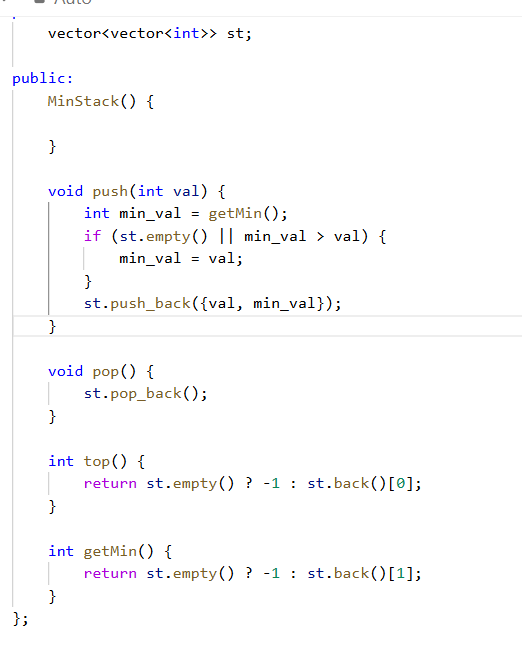 Auto
vector<vector<int>> st;
public:
MinStack() {
}
void push(int val) {
int min_val = getMin();
if (st.empty() || min_val > val) {
min_val = val;
}
st.push_back({val, min_val});
}
void pop() {
st.pop_back();
}
int top() {
return st.empty() ? -1 : st.back()[0];
}
int getMin() {
return st.empty() ? -1 : st.back()[1];
}
};